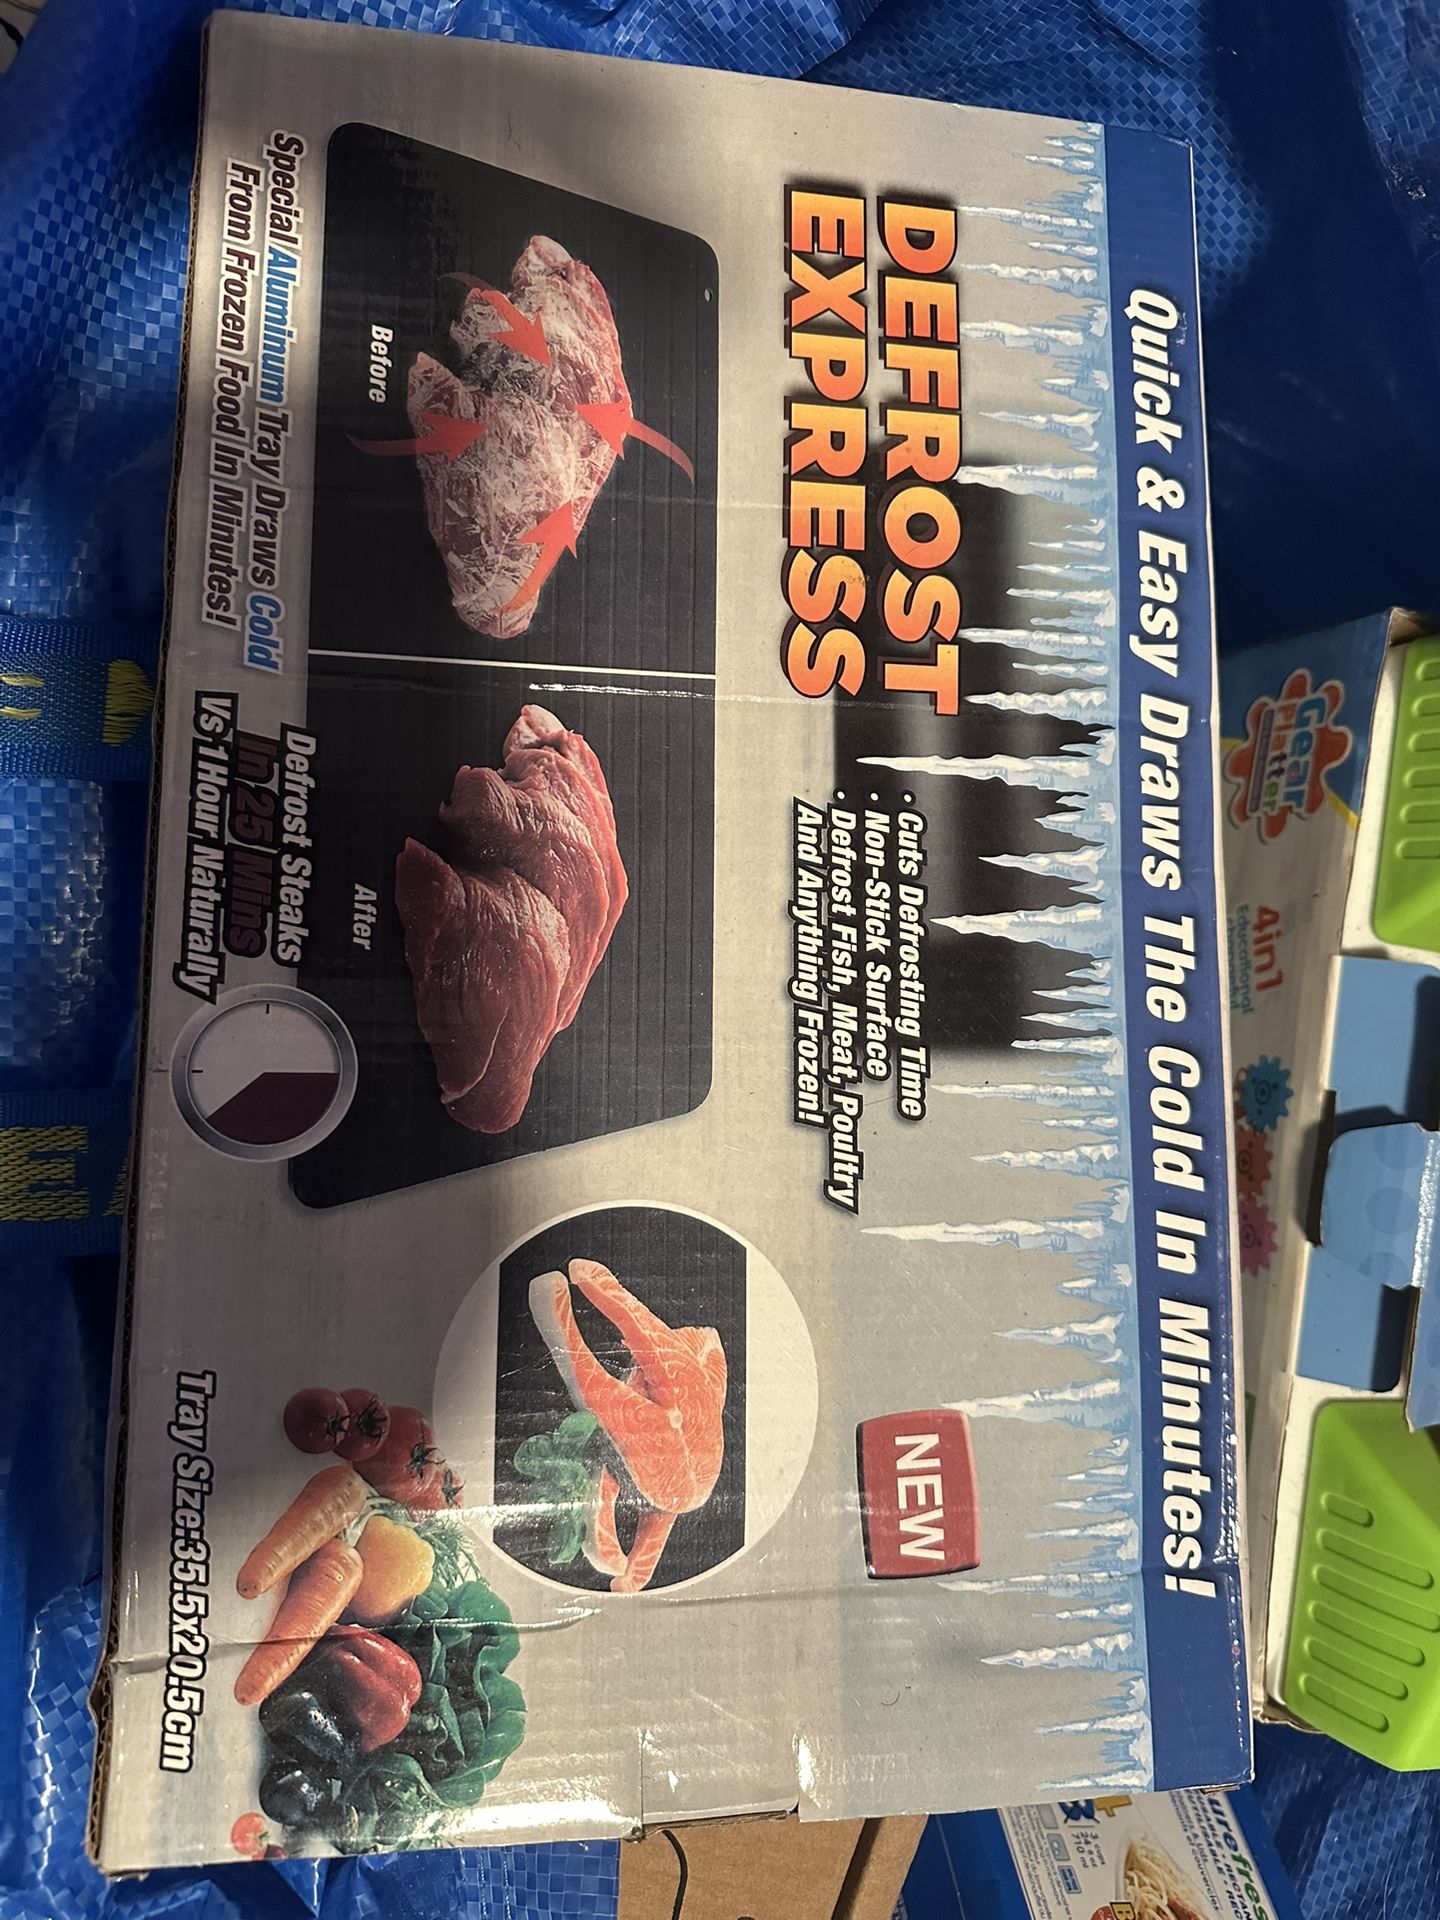 Quick & Easy Draws The Cold In Minutes!
DEFROST
EXPRESS
• Cuts Defrosting Time
• Non-Stick Surface
• Defrost Fish, Meat, Poultry
And Anything Frozen!
NEW
Before
After
Special Aluminum Tray Draws Cold
From Frozen Food In Minutes!
Defrost Steaks
In 25 Mins
Vs 1 Hour Naturally
Tray Size:35.5x20.5cm
Gear
Platter
4in1
Educational